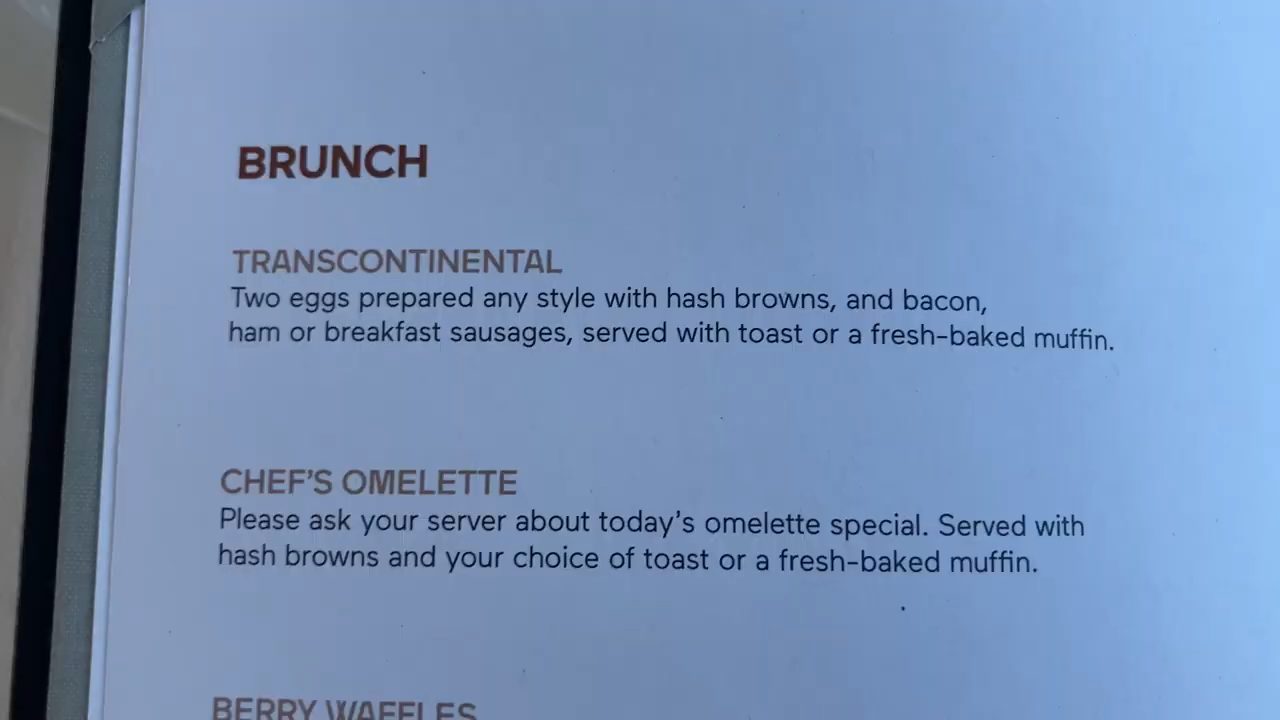 BRUNCH
TRANSCONTINENTAL
Two eggs prepared any style with hash browns, and bacon,
ham or breakfast sausages, served with toast or a fresh-baked muffin.
CHEF'S OMELETTE
Please ask your server about today's omelette special. Served with
hash browns and your choice of toast or a fresh-baked muffin.
BERRY WAFFLES